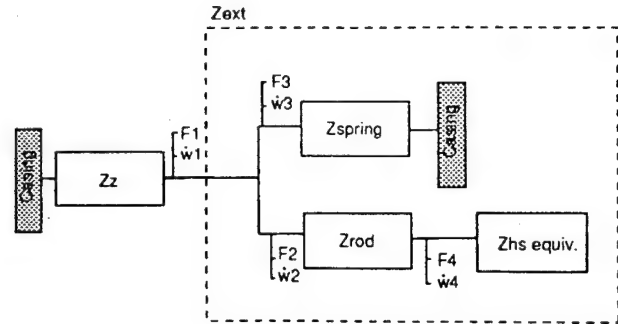 Zext
F3
ẇ3
Zspring
Casing
F1
ẇ1
Casing
Zz
F2
ẇ2
Zrod
F4
ẇ4
Zhs equiv.